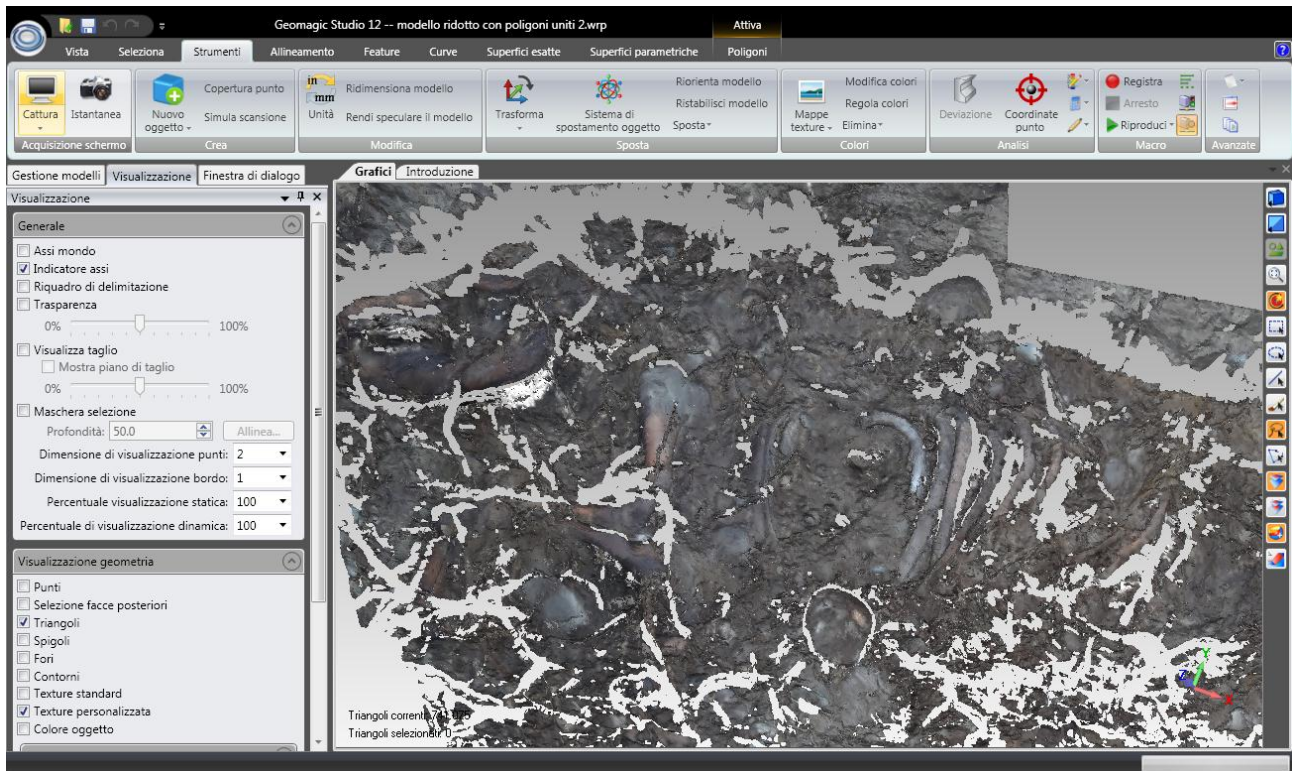 Geomagic Studio 12 -- modello ridotto con poligoni uniti 2.wrp
Attiva
Vista Seleziona Strumenti Allineamento Feature Curve Superfici esatte Superfici parametriche Poligoni
Cattura
Istantanea
Acquisizione schermo
Nuovo oggetto
Copertura punto
Simula scansione
Crea
in
mm
Unità
Ridimensiona modello
Rendi speculare il modello
Modifica
Trasforma
Sistema di
spostamento oggetto
Riorienta modello
Ristabilisci modello
Sposta
Sposta
Mappe
texture
Modifica colori
Regola colori
Elimina
Colori
Deviazione
Coordinate
punto
Analisi
Registra
Arresto
Riproduci
Macro
Avanzate
Gestione modelli Visualizzazione Finestra di dialogo
Grafici Introduzione
Visualizzazione
Generale
Assi mondo
Indicatore assi
Riquadro di delimitazione
Trasparenza
0% 100%
Visualizza taglio
Mostra piano di taglio
0% 100%
Maschera selezione
Profondità: 50.0 Allinea...
Dimensione di visualizzazione punti: 2
Dimensione di visualizzazione bordo: 1
Percentuale visualizzazione statica: 100
Percentuale di visualizzazione dinamica: 100
Visualizzazione geometria
Punti
Selezione facce posteriori
Triangoli
Spigoli
Fori
Contorni
Texture standard
Texture personalizzata
Colore oggetto
Triangoli correnti:
Triangoli selezionati: 0
Y
Z
X